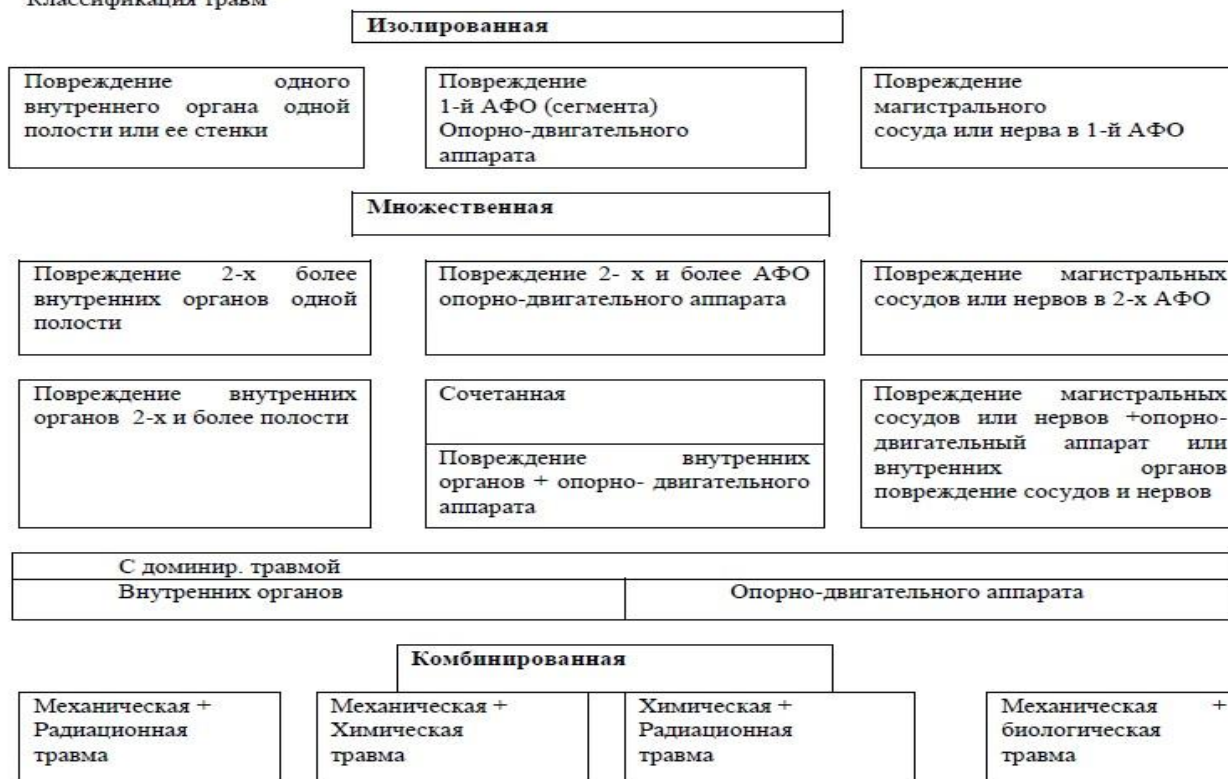 Классификация травм
Изолированная
Повреждение одного
внутреннего органа одной
полости или ее стенки
Повреждение
1-й АФО (сегмента)
Опорно-двигательного
аппарата
Повреждение
магистрального
сосуда или нерва в 1-й АФО
Множественная
Повреждение 2-х более
внутренних органов одной
полости
Повреждение 2- х и более АФО
опорно-двигательного аппарата
Повреждение магистральных
сосудов или нервов в 2-х АФО
Повреждение внутренних
органов 2-х и более полости
Сочетанная
Повреждение внутренних
органов + опорно- двигательного
аппарата
Повреждение магистральных
сосудов или нервов +опорно-
двигательный аппарат или
внутренних органов
повреждение сосудов и нервов
С доминир. травмой
Внутренних органов
Опорно-двигательного аппарата
Комбинированная
Механическая +
Радиационная
травма
Механическая +
Химическая
травма
Химическая +
Радиационная
травма
Механическая +
биологическая
травма